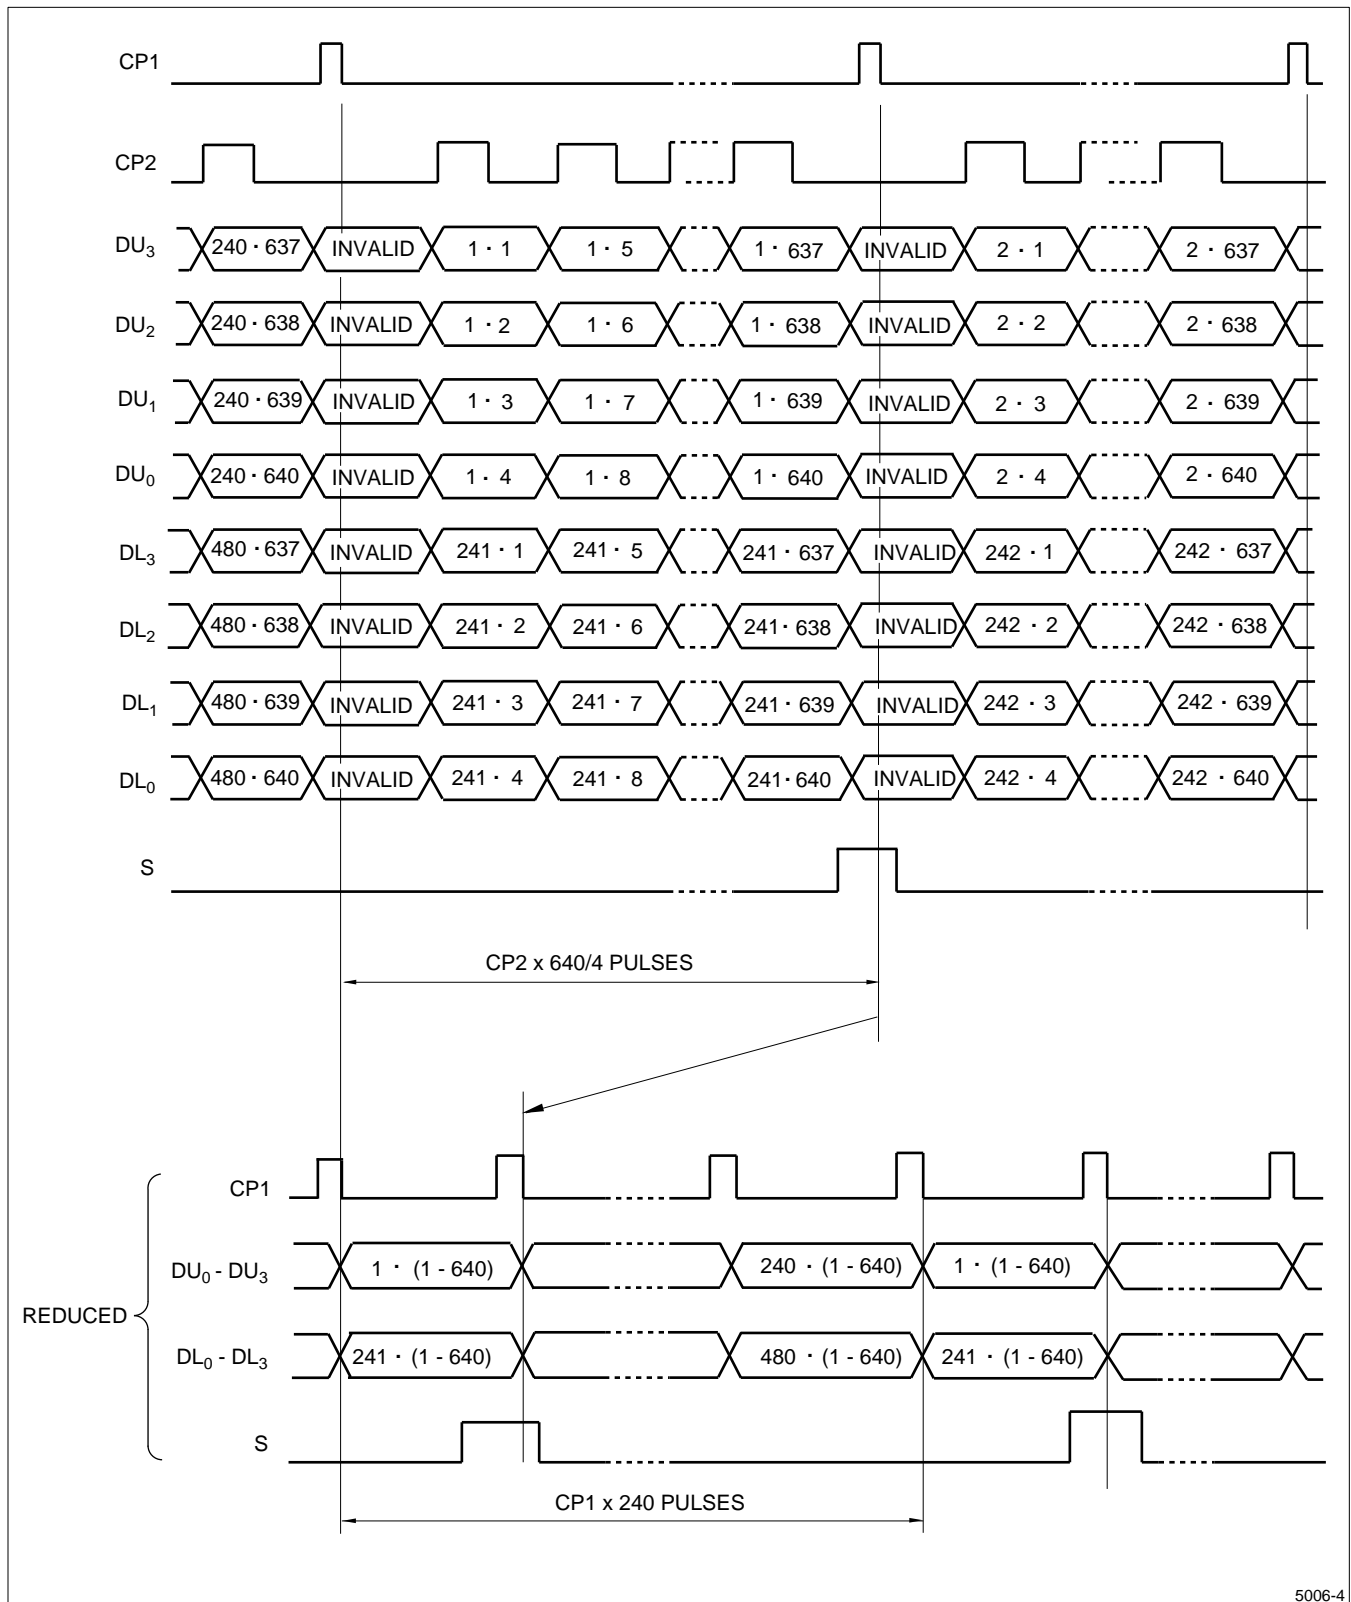 CP1
CP2
DU3 240 · 637 INVALID 1 · 1 1 · 5 1 · 637 INVALID 2 · 1 2 · 637
DU2 240 · 638 INVALID 1 · 2 1 · 6 1 · 638 INVALID 2 · 2 2 · 638
DU1 240 · 639 INVALID 1 · 3 1 · 7 1 · 639 INVALID 2 · 3 2 · 639
DU0 240 · 640 INVALID 1 · 4 1 · 8 1 · 640 INVALID 2 · 4 2 · 640
DL3 480 · 637 INVALID 241 · 1 241 · 5 241 · 637 INVALID 242 · 1 242 · 637
DL2 480 · 638 INVALID 241 · 2 241 · 6 241 · 638 INVALID 242 · 2 242 · 638
DL1 480 · 639 INVALID 241 · 3 241 · 7 241 · 639 INVALID 242 · 3 242 · 639
DL0 480 · 640 INVALID 241 · 4 241 · 8 241 · 640 INVALID 242 · 4 242 · 640
S
CP2 x 640/4 PULSES
CP1
DU0 - DU3 1 · (1 - 640) 240 · (1 - 640) 1 · (1 - 640)
REDUCED
DL0 - DL3 241 · (1 - 640) 480 · (1 - 640) 241 · (1 - 640)
S
CP1 x 240 PULSES
5006-4